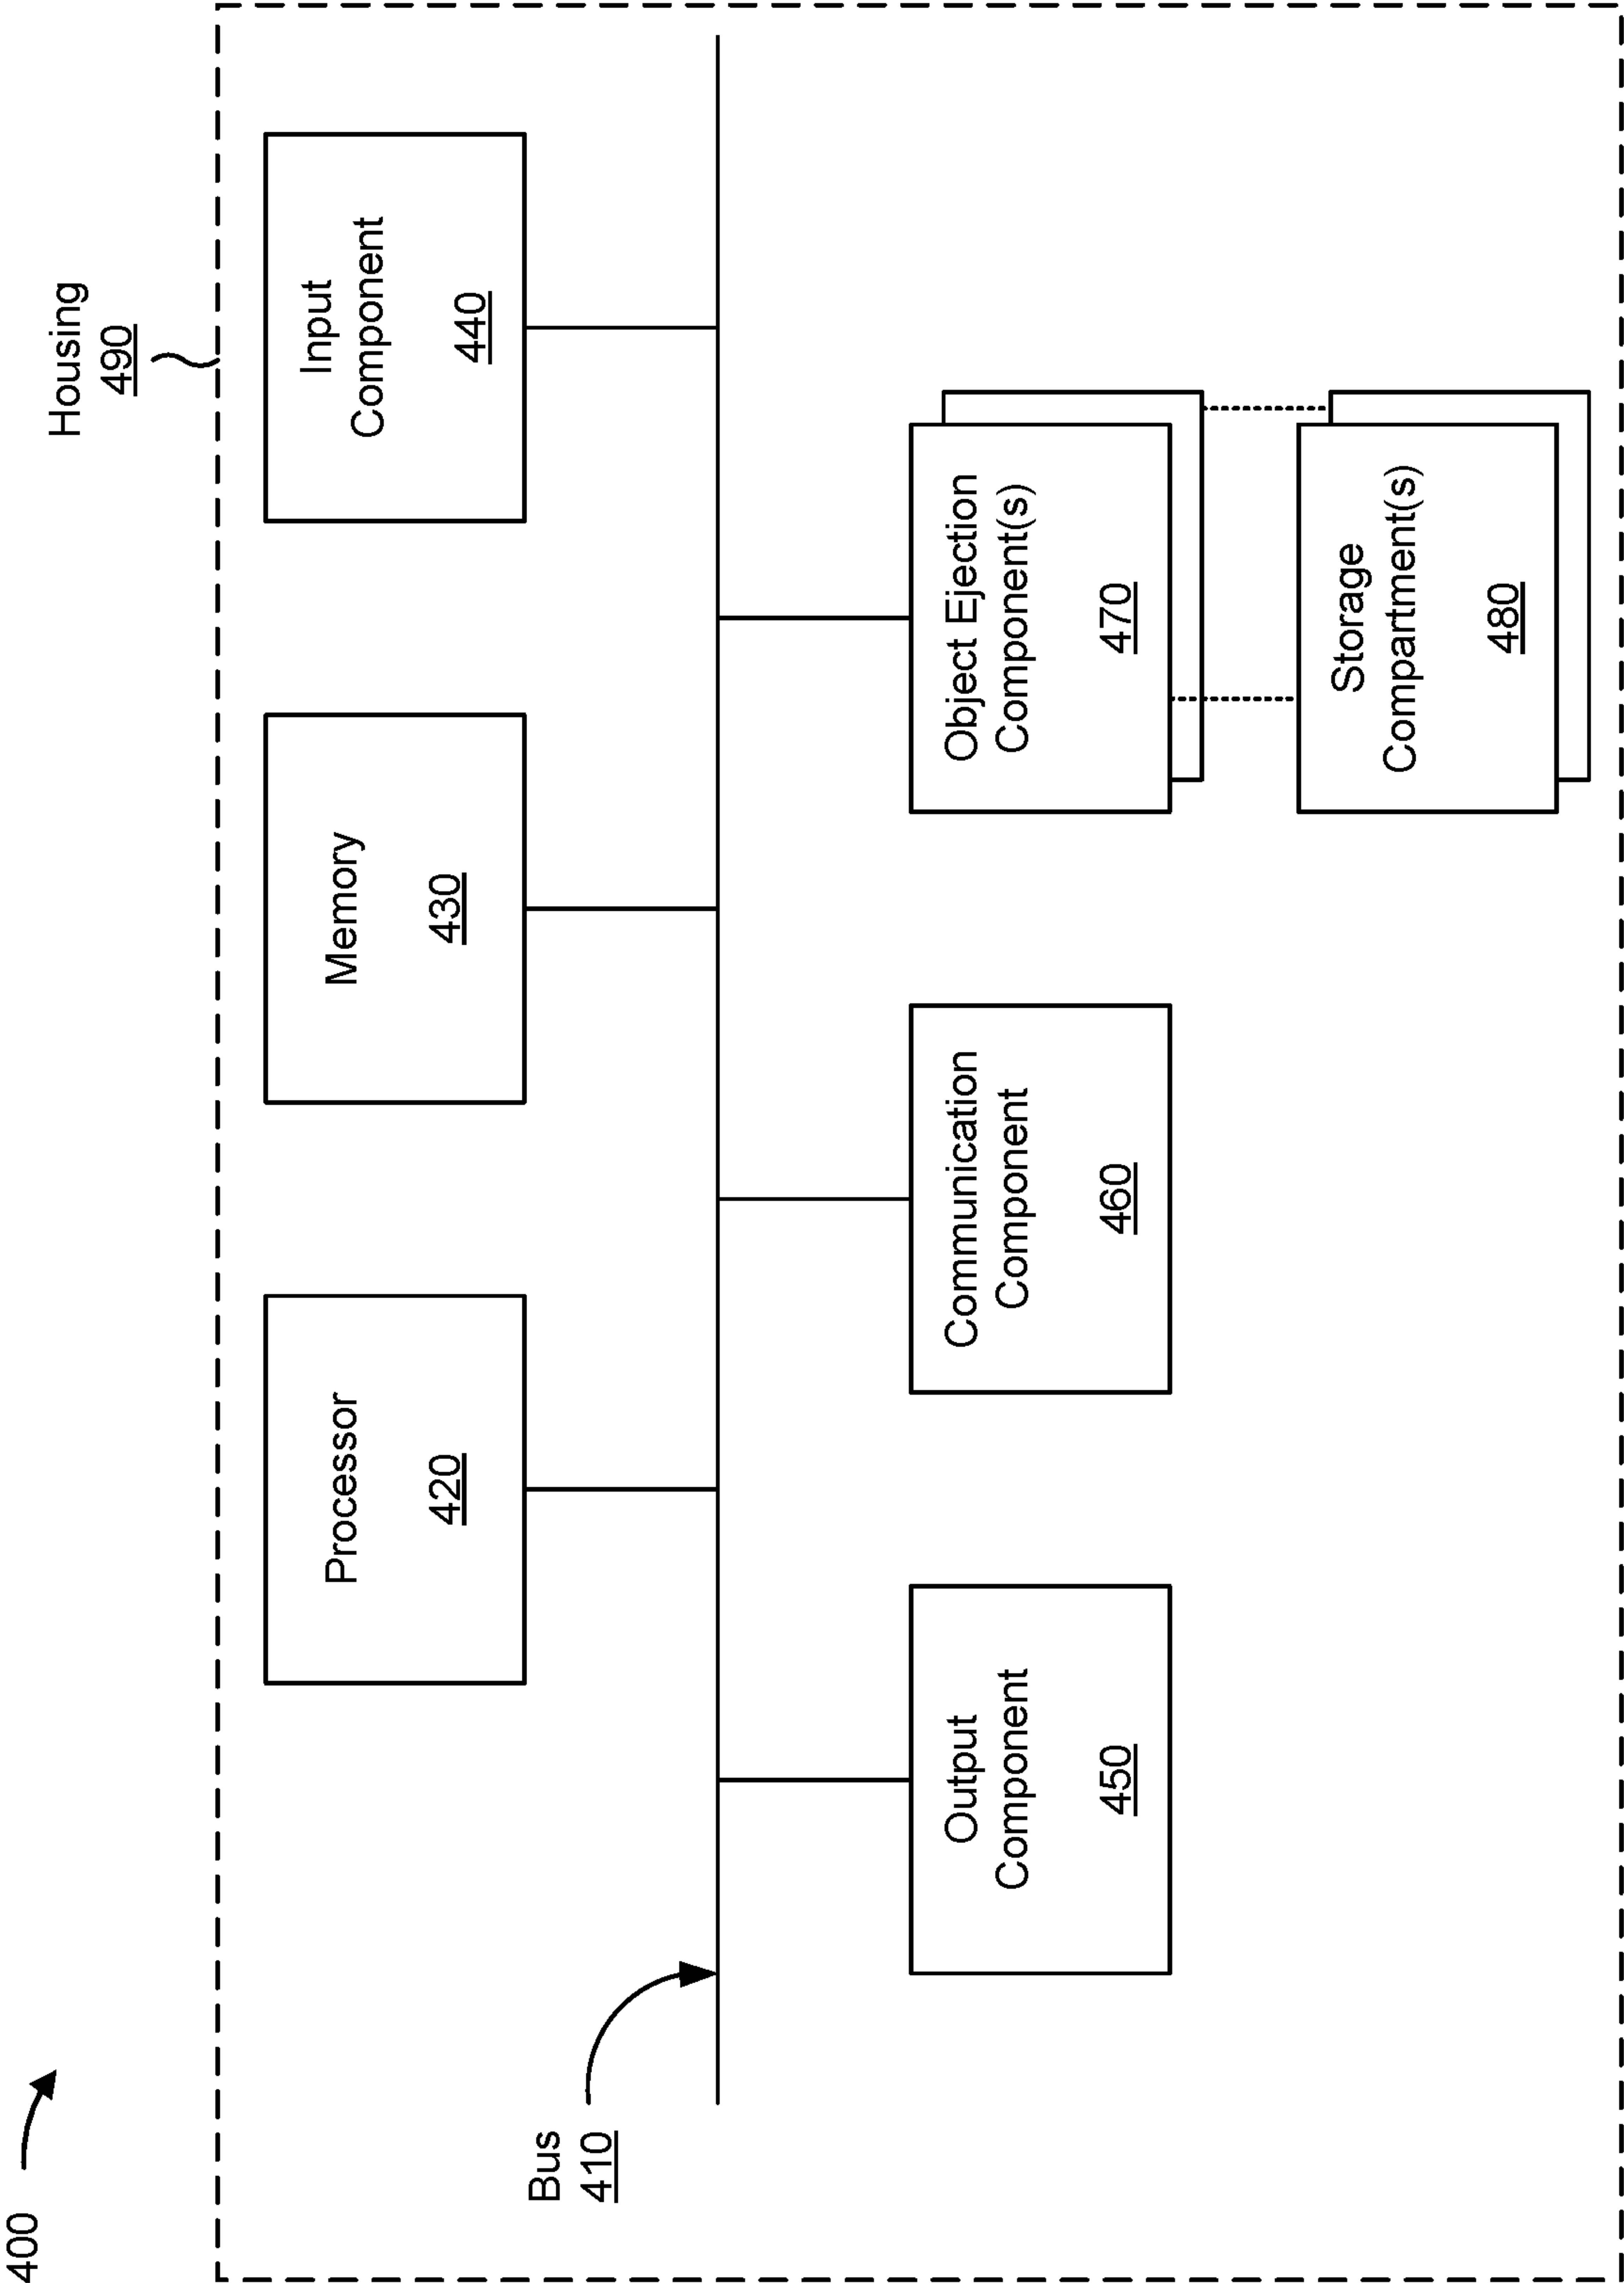 400
Housing
490
Processor
420
Memory
430
Input
Component
440
Bus
410
Output
Component
450
Communication
Component
460
Object Ejection
Component(s)
470
Storage
Compartment(s)
480